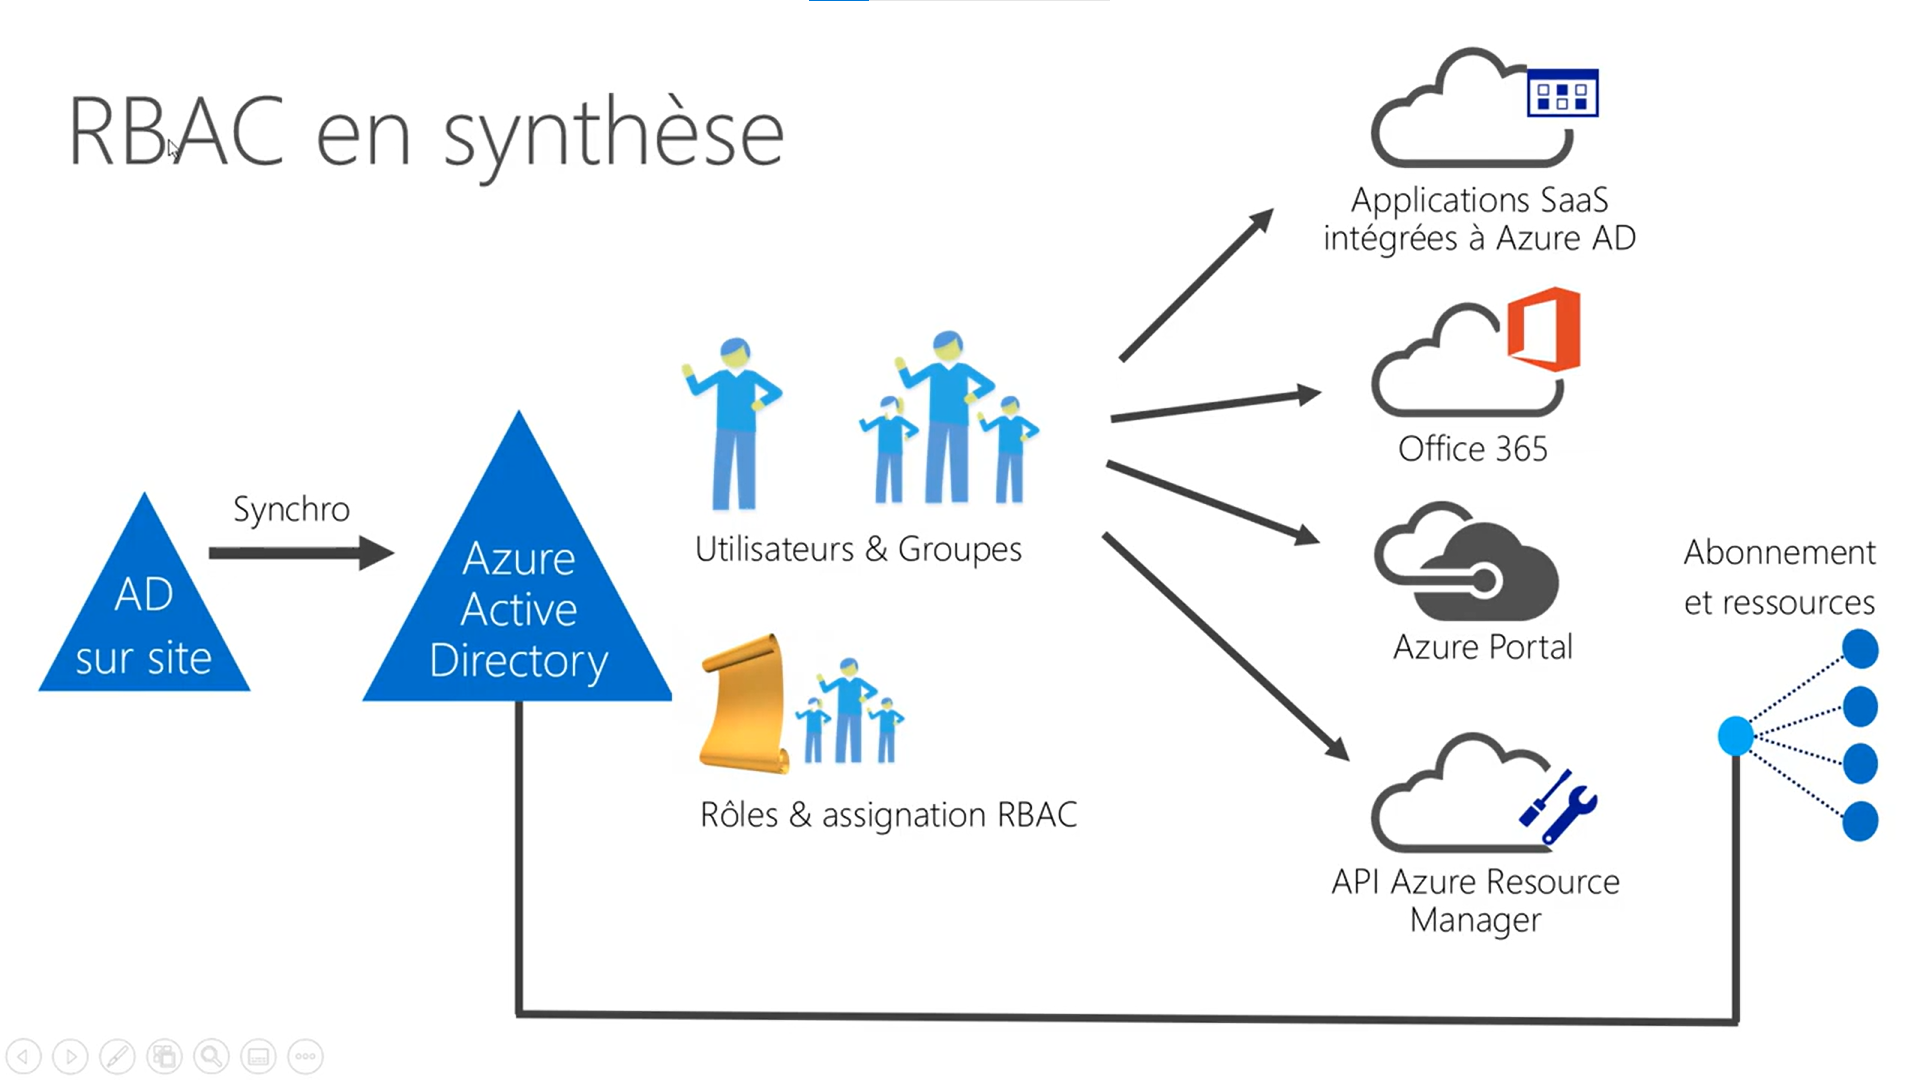 RBAC en synthèse
Applications SaaS
intégrées à Azure AD
Office 365
Synchro
AD
sur site
Azure
Active
Directory
Utilisateurs & Groupes
Rôles & assignation RBAC
Azure Portal
API Azure Resource
Manager
Abonnement
et ressources